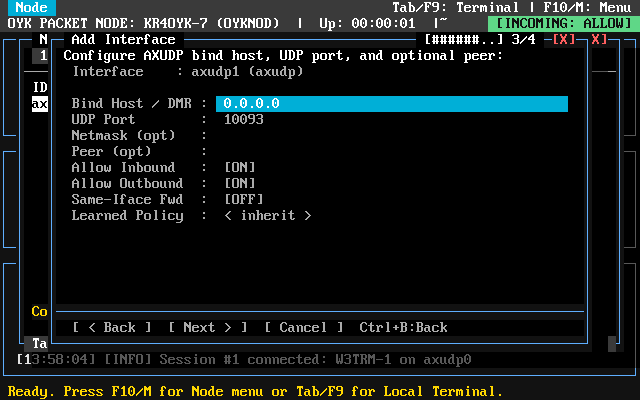 Node Tab/F9: Terminal | F10/M: Menu
OYK PACKET NODE: KR4OYK-7 (OYKNOD) | Up: 00:00:01 |~ [INCOMING: ALLOW]
N Add Interface [######..] 3/4 [X] X]
1 Configure AXUDP bind host, UDP port, and optional peer:
Interface : axudp1 (axudp)
ID
ax Bind Host / DMR : 0.0.0.0
UDP Port : 10093
Netmask (opt) :
Peer (opt) :
Allow Inbound : [ON]
Allow Outbound : [ON]
Same-Iface Fwd : [OFF]
Learned Policy : < inherit >
Co
[ < Back ] [ Next > ] [ Cancel ] Ctrl+B:Back
Ta
[13:58:04] [INFO] Session #1 connected: W3TRM-1 on axudp0
Ready. Press F10/M for Node menu or Tab/F9 for Local Terminal.